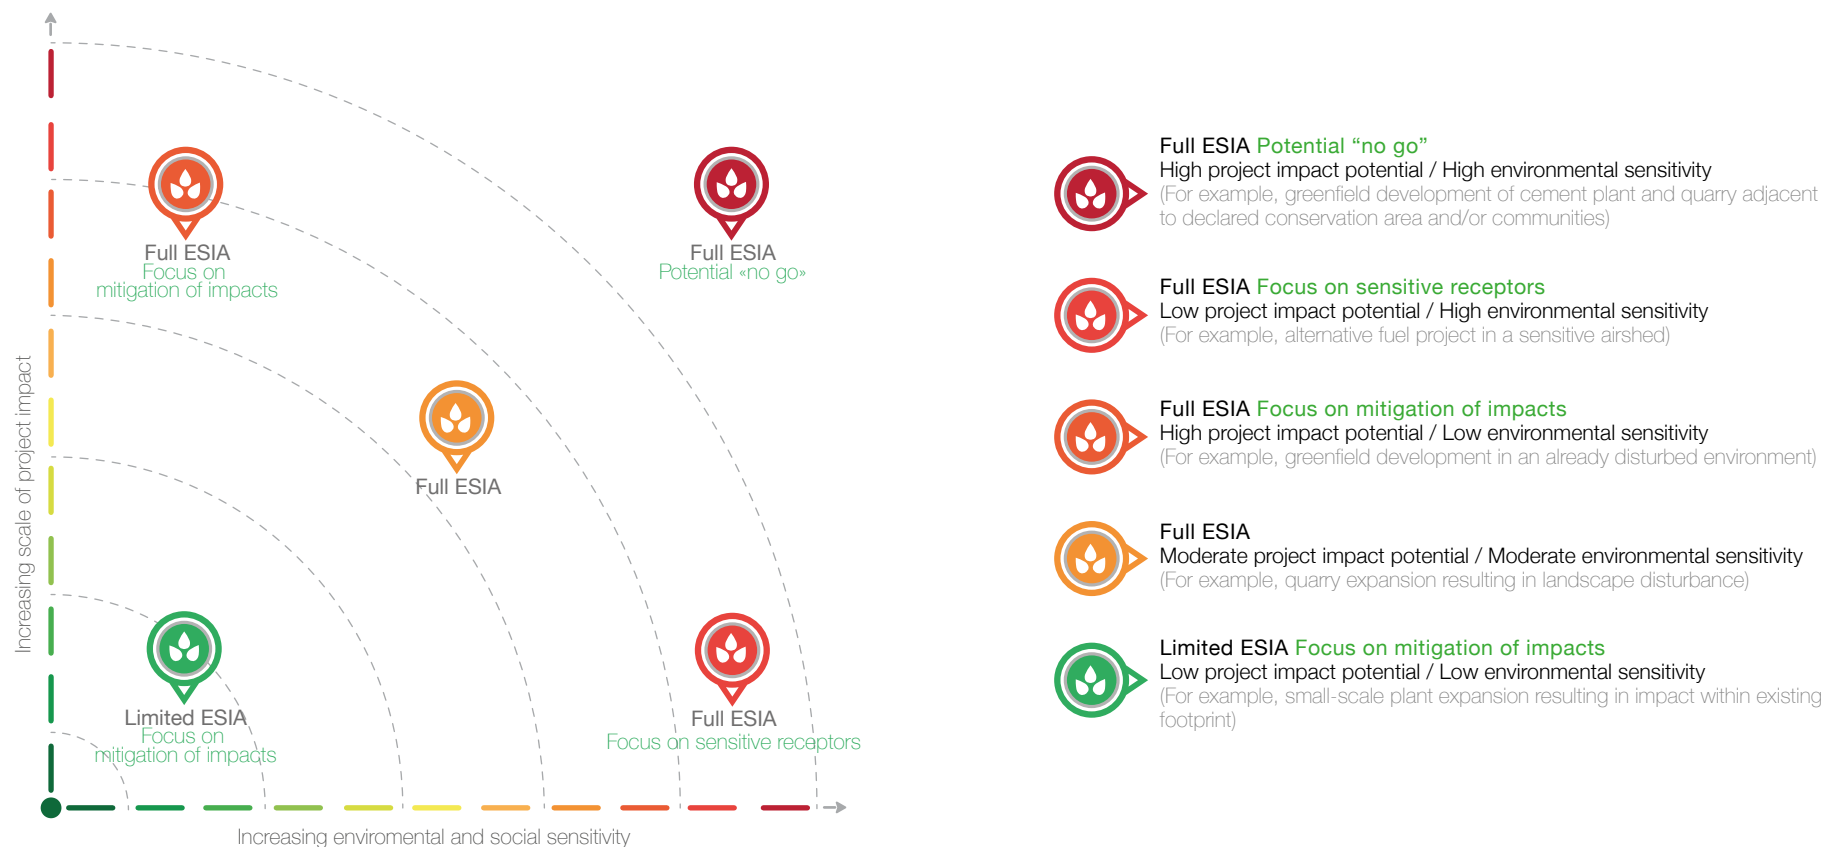 Increasing scale of project impact
Full ESIA
Focus on
mitigation of impacts
Full ESIA
Potential «no go»
Full ESIA
Limited ESIA
Focus on
mitigation of impacts
Full ESIA
Focus on sensitive receptors
Increasing enviromental and social sensitivity
Full ESIA Potential “no go”
High project impact potential / High environmental sensitivity
(For example, greenfield development of cement plant and quarry adjacent
to declared conservation area and/or communities)
Full ESIA Focus on sensitive receptors
Low project impact potential / High environmental sensitivity
(For example, alternative fuel project in a sensitive airshed)
Full ESIA Focus on mitigation of impacts
High project impact potential / Low environmental sensitivity
(For example, greenfield development in an already disturbed environment)
Full ESIA
Moderate project impact potential / Moderate environmental sensitivity
(For example, quarry expansion resulting in landscape disturbance)
Limited ESIA Focus on mitigation of impacts
Low project impact potential / Low environmental sensitivity
(For example, small-scale plant expansion resulting in impact within existing
footprint)